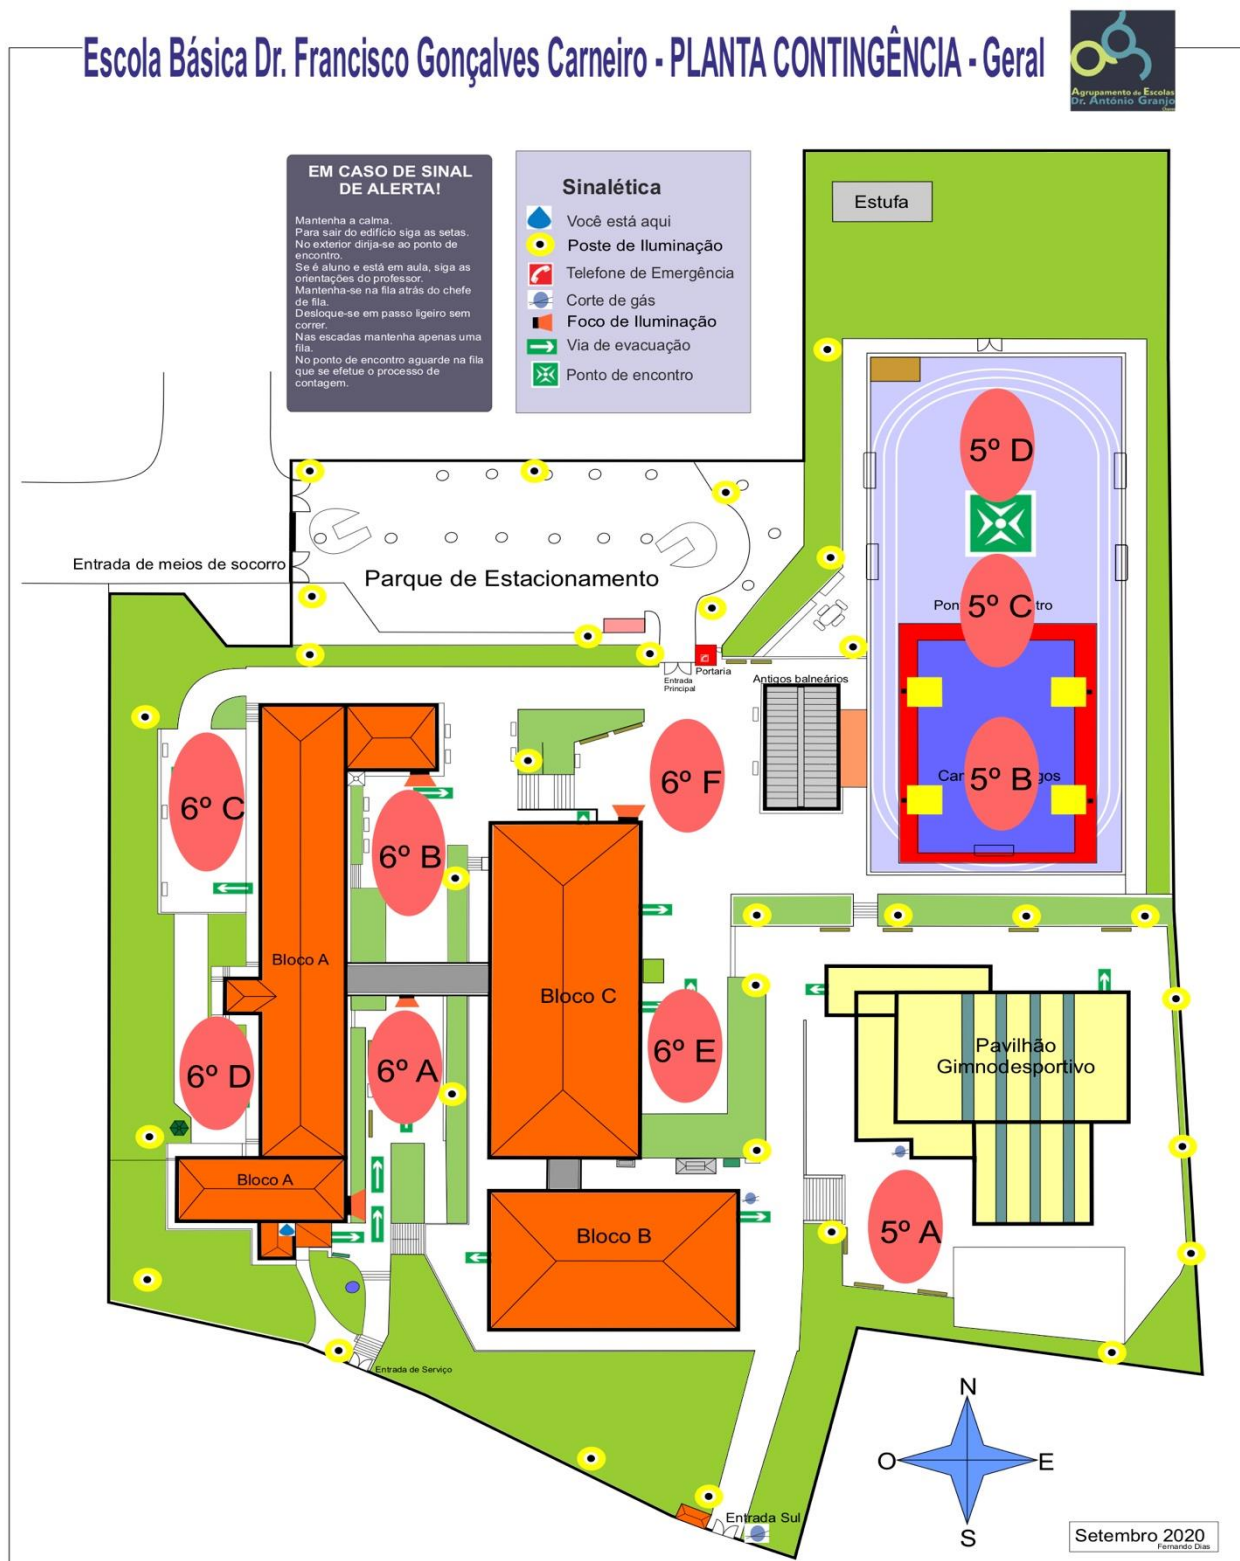 Escola Básica Dr. Francisco Gonçalves Carneiro - PLANTA CONTINGÊNCIA - Geral
Agrupamento de Escolas
Dr. António Granjo
EM CASO DE SINAL
DE ALERTA!
Mantenha a calma.
Para sair do edifício siga as setas.
No exterior dirija-se ao ponto de
encontro.
Se é aluno e está em aula, siga as
orientações do professor.
Mantenha-se na fila atrás do chefe
de fila.
Desloque-se em passo ligeiro sem
correr.
Nas escadas mantenha apenas uma
fila.
No ponto de encontro aguarde na fila
que se efetue o processo de
contagem.
Sinalética
Você está aqui
Poste de Iluminação
Telefone de Emergência
Corte de gás
Foco de Iluminação
Via de evacuação
Ponto de encontro
Estufa
5º D
Entrada de meios de socorro
Parque de Estacionamento
5º C
Portaria
Entrada
Principal
Antigos balneários
6º C
6º B
6º F
5º B
Bloco A
Bloco C
6º D
6º A
6º E
Pavilhão
Gimnodesportivo
Bloco A
Bloco B
5º A
Entrada de Serviço
Entrada Sul
N
O
E
S
Setembro 2020
Fernando Dias